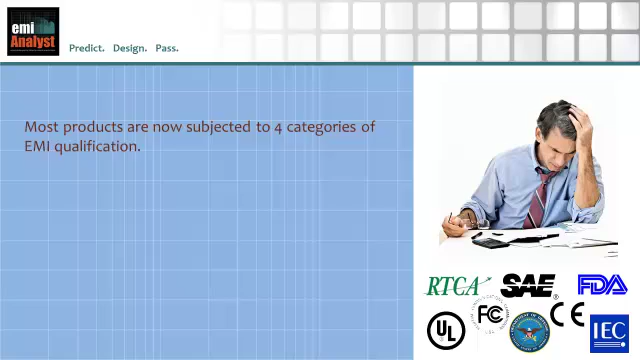 emi
Analyst
Predict. Design. Pass.
Most products are now subjected to 4 categories of
EMI qualification.
RTCA
SAE
FDA
UL
FC
CE
IEC